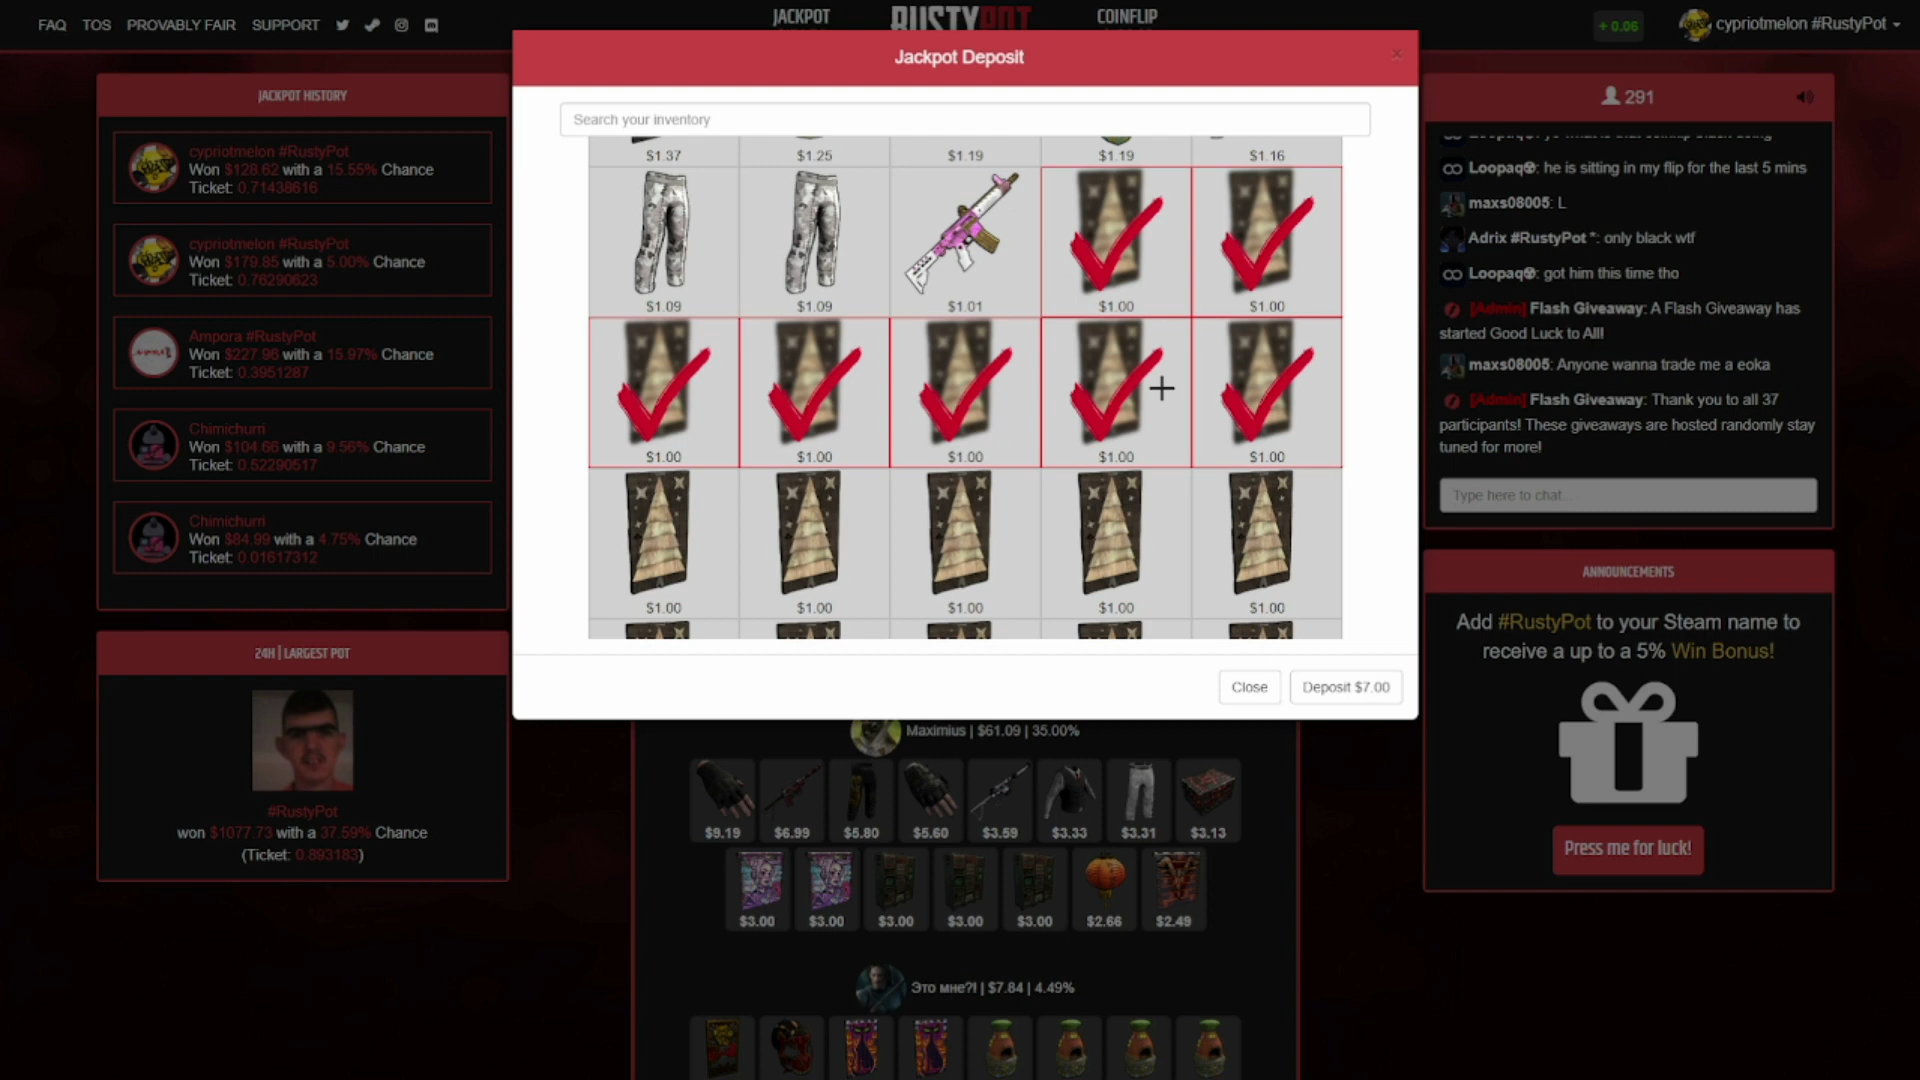 FAQ TOS PROVABLY FAIR SUPPORT
JACKPOT
RUSTYPOT
COINFLIP
+ 0.06
cypriotmelon #RustyPot
JACKPOT HISTORY
cypriotmelon #RustyPot
Won $128.62 with a 15.55% Chance
Ticket: 0.71438616
cypriotmelon #RustyPot
Won $179.85 with a 5.00% Chance
Ticket: 0.76290623
Ampora #RustyPot
Won $227.96 with a 15.97% Chance
Ticket: 0.3951287
Chimichurri
Won $104.66 with a 9.56% Chance
Ticket: 0.52290517
Chimichurri
Won $84.99 with a 4.75% Chance
Ticket: 0.01617312
24H | LARGEST POT
#RustyPot
won $1077.73 with a 37.59% Chance
(Ticket: 0.893183)
Jackpot Deposit
×
Search your inventory
$1.37 $1.25 $1.19 $1.19 $1.16
$1.09 $1.09 $1.01 $1.00 $1.00
$1.00 $1.00 $1.00 $1.00 $1.00
$1.00 $1.00 $1.00 $1.00 $1.00
Close
Deposit $7.00
Maximius | $61.09 | 35.00%
$9.19 $6.99 $5.80 $5.60 $3.59 $3.33 $3.31 $3.13
$3.00 $3.00 $3.00 $3.00 $3.00 $2.66 $2.49
Это мне?! | $7.84 | 4.49%
291
Loopaq☢: he is sitting in my flip for the last 5 mins
maxs08005: L
Adrix #RustyPot *: only black wtf
Loopaq☢: got him this time tho
[Admin] Flash Giveaway: A Flash Giveaway has
started Good Luck to All!
maxs08005: Anyone wanna trade me a eoka
[Admin] Flash Giveaway: Thank you to all 37
participants! These giveaways are hosted randomly stay
tuned for more!
Type here to chat...
ANNOUNCEMENTS
Add #RustyPot to your Steam name to
receive a up to a 5% Win Bonus!
Press me for luck!